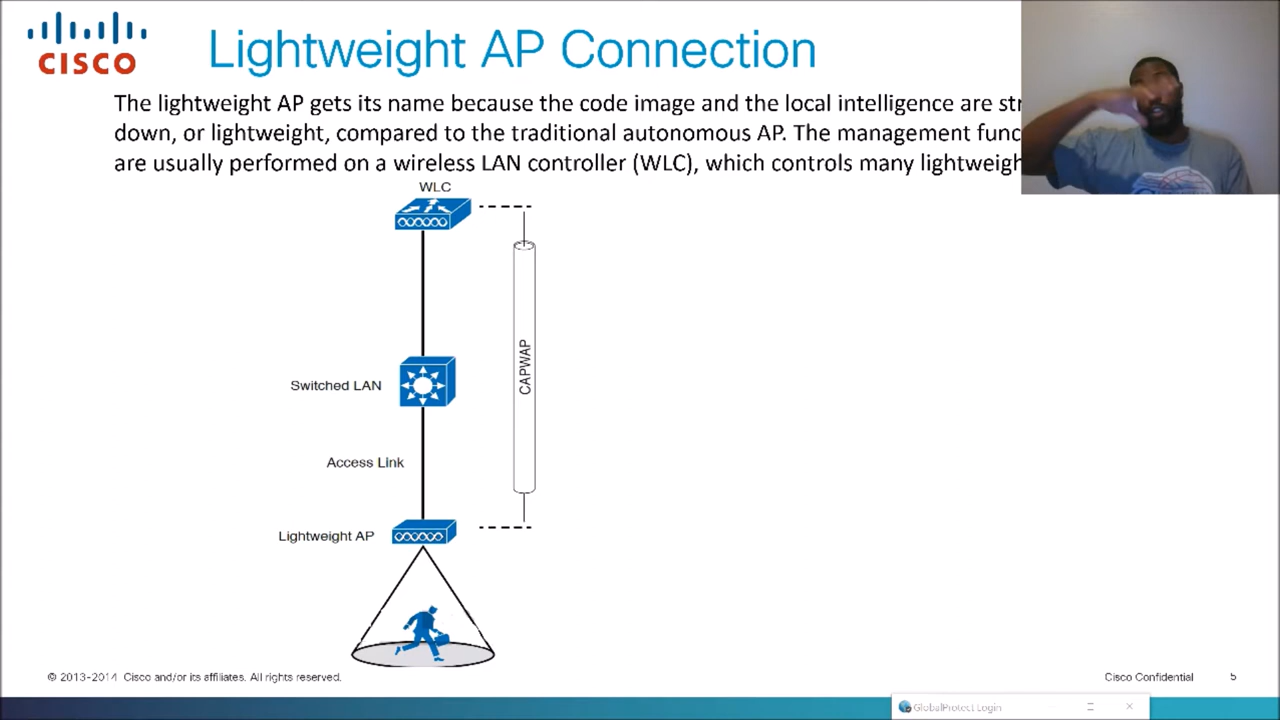 CISCO
Lightweight AP Connection
The lightweight AP gets its name because the code image and the local intelligence are
down, or lightweight, compared to the traditional autonomous AP. The management
are usually performed on a wireless LAN controller (WLC), which controls many
WLC
CAPWAP
Switched LAN
Access Link
Lightweight AP
© 2013-2014 Cisco and/or its affiliates. All rights reserved.
Cisco Confidential
5
GlobalProtect Login